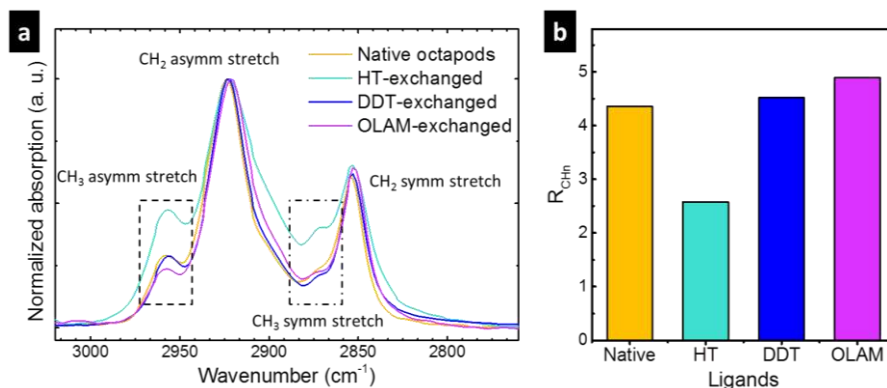 a
CH2 asymm stretch
Native octapods
HT-exchanged
DDT-exchanged
OLAM-exchanged
CH3 asymm stretch
CH2 symm stretch
CH3 symm stretch
Normalized absorption (a. u.)
3000 2950 2900 2850 2800
Wavenumber (cm-1)
b
RCHn
5
4
3
2
1
0
Native HT DDT OLAM
Ligands